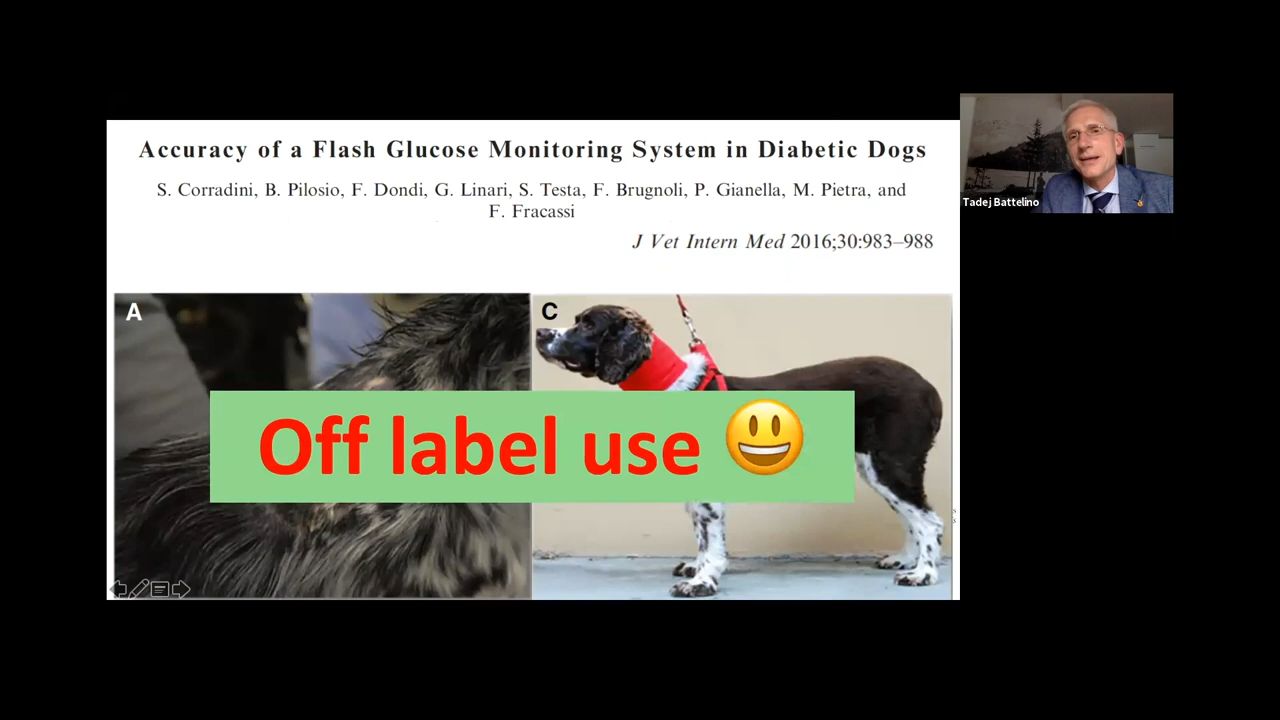 Accuracy of a Flash Glucose Monitoring System in Diabetic Dogs
S. Corradini, B. Pilosio, F. Dondi, G. Linari, S. Testa, F. Brugnoli, P. Gianella, M. Pietra, and
F. Fracassi
J Vet Intern Med 2016;30:983–988
A
C
Off label use 😃
Tadej Battelino